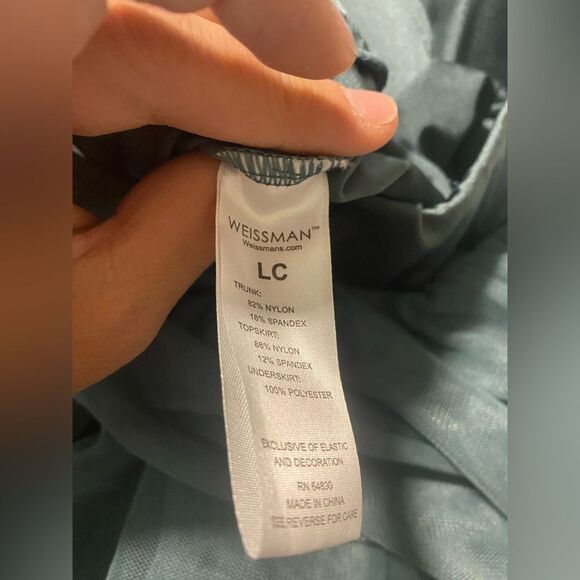 WEISSMAN™
Weissmans.com
LC
TRUNK:
82% NYLON
18% SPANDEX
TOPSKIRT:
88% NYLON
12% SPANDEX
UNDERSKIRT:
100% POLYESTER
EXCLUSIVE OF ELASTIC
AND DECORATION
RN 64830
MADE IN CHINA
SEE REVERSE FOR CARE